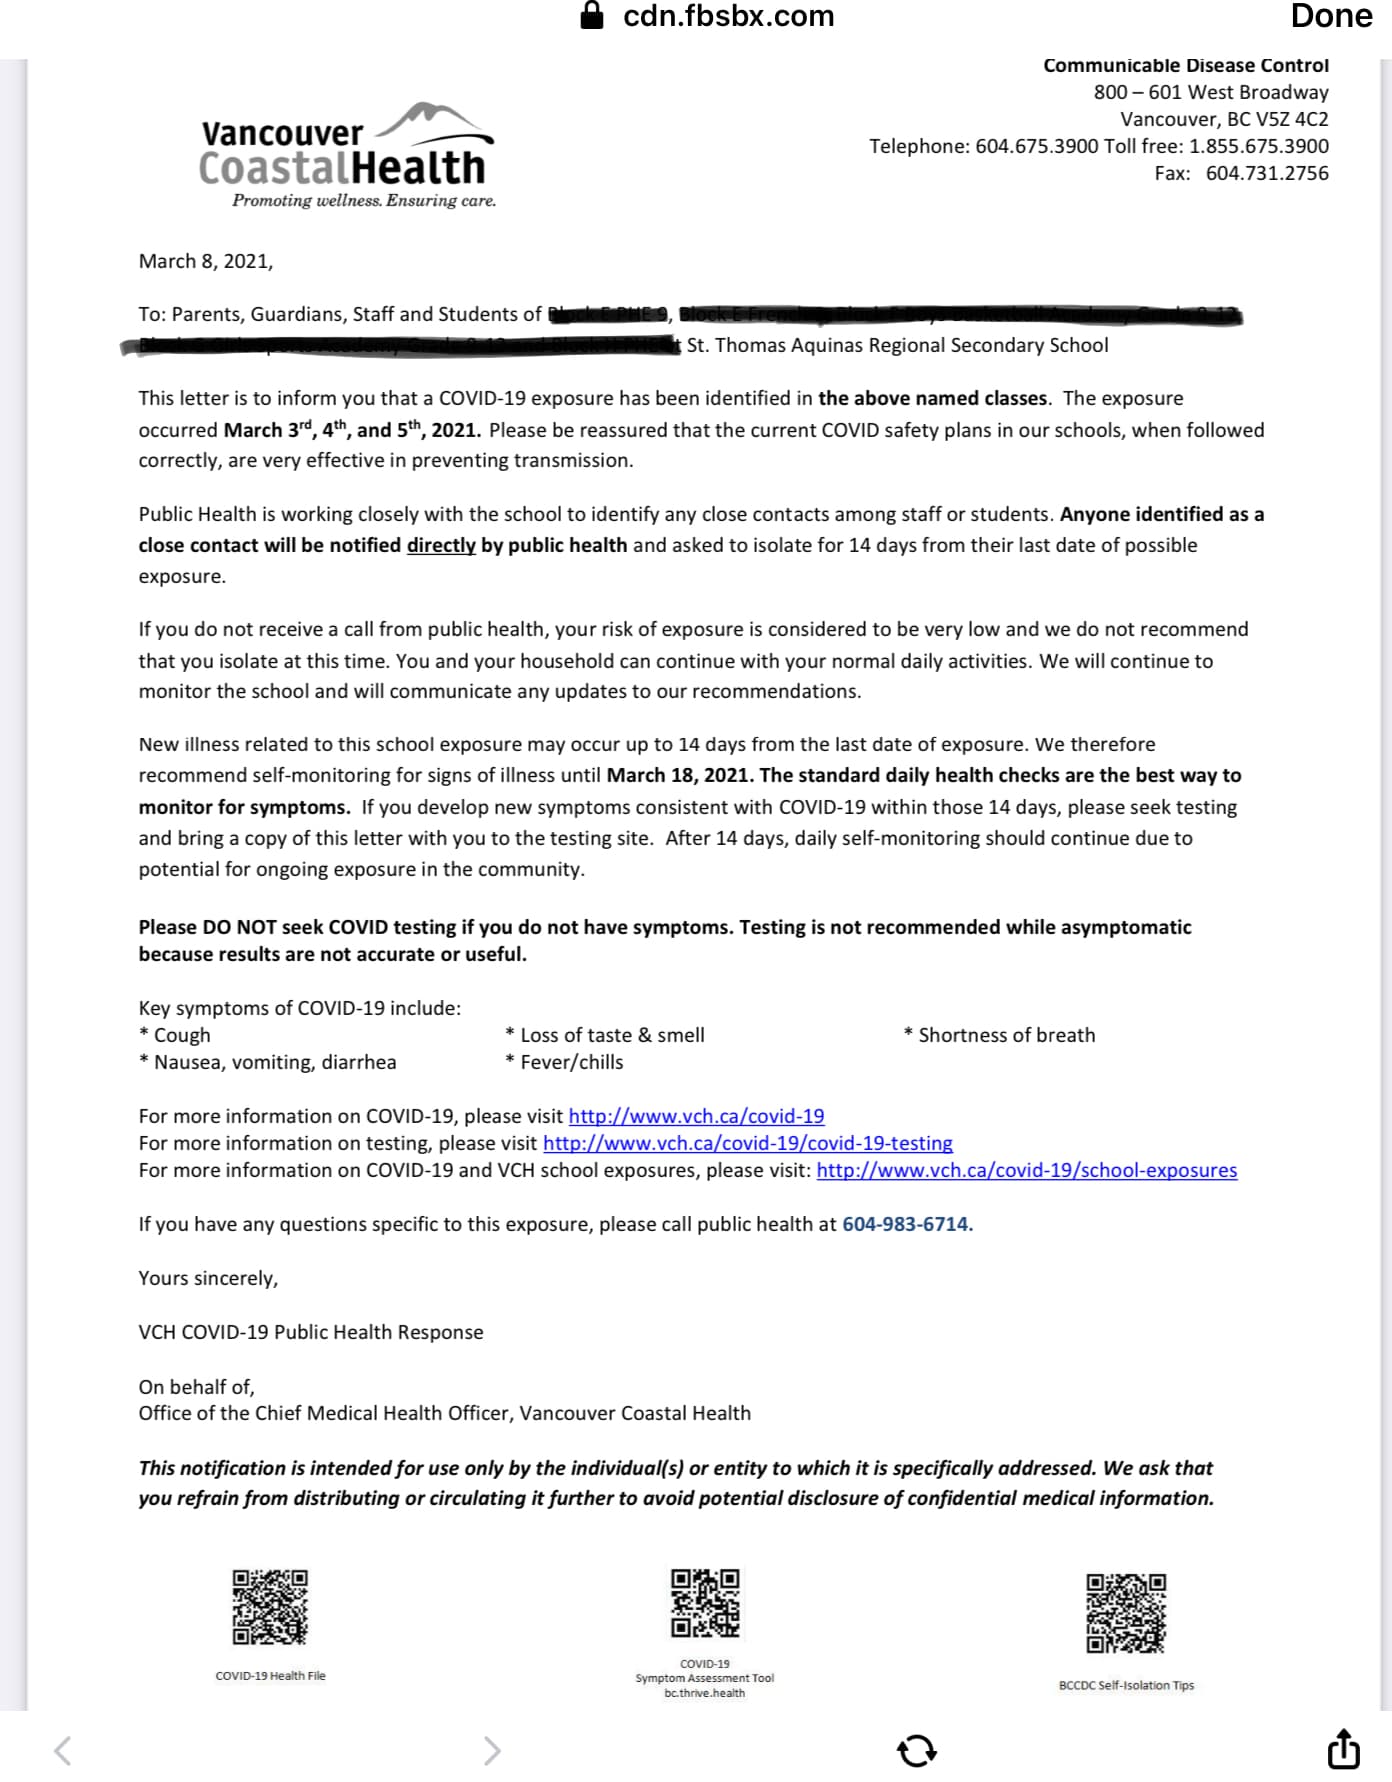 cdn.fbsbx.com
Done
Communicable Disease Control
800 – 601 West Broadway
Vancouver, BC V5Z 4C2
Telephone: 604.675.3900 Toll free: 1.855.675.3900
Fax: 604.731.2756
Vancouver
CoastalHealth
Promoting wellness. Ensuring care.
March 8, 2021,
To: Parents, Guardians, Staff and Students of
St. Thomas Aquinas Regional Secondary School
This letter is to inform you that a COVID-19 exposure has been identified in the above named classes. The exposure
occurred March 3rd, 4th, and 5th, 2021. Please be reassured that the current COVID safety plans in our schools, when followed
correctly, are very effective in preventing transmission.
Public Health is working closely with the school to identify any close contacts among staff or students. Anyone identified as a
close contact will be notified directly by public health and asked to isolate for 14 days from their last date of possible
exposure.
If you do not receive a call from public health, your risk of exposure is considered to be very low and we do not recommend
that you isolate at this time. You and your household can continue with your normal daily activities. We will continue to
monitor the school and will communicate any updates to our recommendations.
New illness related to this school exposure may occur up to 14 days from the last date of exposure. We therefore
recommend self-monitoring for signs of illness until March 18, 2021. The standard daily health checks are the best way to
monitor for symptoms. If you develop new symptoms consistent with COVID-19 within those 14 days, please seek testing
and bring a copy of this letter with you to the testing site. After 14 days, daily self-monitoring should continue due to
potential for ongoing exposure in the community.
Please DO NOT seek COVID testing if you do not have symptoms. Testing is not recommended while asymptomatic
because results are not accurate or useful.
Key symptoms of COVID-19 include:
* Cough * Loss of taste & smell * Shortness of breath
* Nausea, vomiting, diarrhea * Fever/chills
For more information on COVID-19, please visit http://www.vch.ca/covid-19
For more information on testing, please visit http://www.vch.ca/covid-19/covid-19-testing
For more information on COVID-19 and VCH school exposures, please visit: http://www.vch.ca/covid-19/school-exposures
If you have any questions specific to this exposure, please call public health at 604-983-6714.
Yours sincerely,
VCH COVID-19 Public Health Response
On behalf of,
Office of the Chief Medical Health Officer, Vancouver Coastal Health
This notification is intended for use only by the individual(s) or entity to which it is specifically addressed. We ask that
you refrain from distributing or circulating it further to avoid potential disclosure of confidential medical information.
COVID-19 Health File
COVID-19
Symptom Assessment Tool
bc.thrive.health
BCCDC Self-Isolation Tips